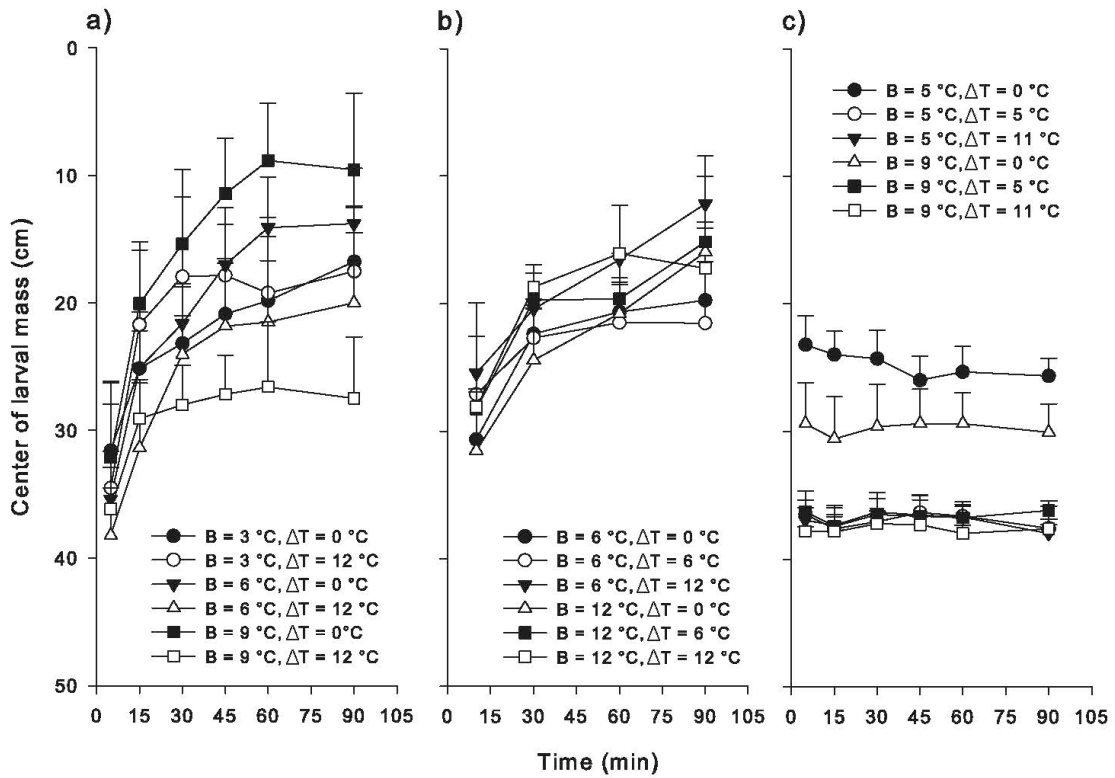 a)
b)
c)
0
10
20
30
40
50
Center of larval mass (cm)
B = 3 °C, ΔT = 0 °C
B = 3 °C, ΔT = 12 °C
B = 6 °C, ΔT = 0 °C
B = 6 °C, ΔT = 12 °C
B = 9 °C, ΔT = 0°C
B = 9 °C, ΔT = 12 °C
B = 6 °C, ΔT = 0 °C
B = 6 °C, ΔT = 6 °C
B = 6 °C, ΔT = 12 °C
B = 12 °C, ΔT = 0 °C
B = 12 °C, ΔT = 6 °C
B = 12 °C, ΔT = 12 °C
B = 5 °C, ΔT = 0 °C
B = 5 °C, ΔT = 5 °C
B = 5 °C, ΔT = 11 °C
B = 9 °C, ΔT = 0 °C
B = 9 °C, ΔT = 5 °C
B = 9 °C, ΔT = 11 °C
0 15 30 45 60 75 90 105
0 15 30 45 60 75 90 105
0 15 30 45 60 75 90 105
Time (min)